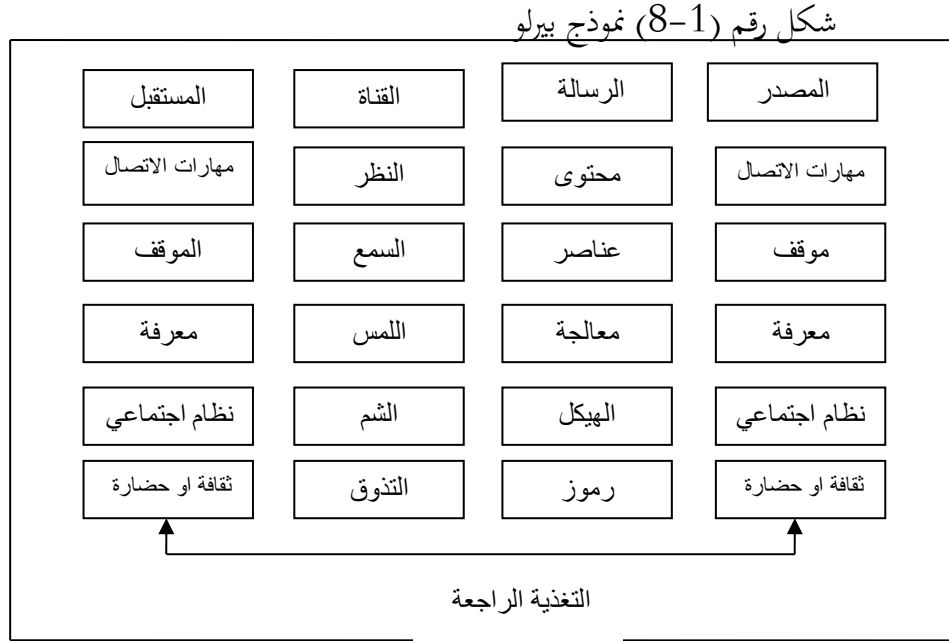 شكل رقم (1-8) نموذج بيرلو
المصدر الرسالة القناة المستقبل
مهارات الاتصال محتوى النظر مهارات الاتصال
موقف عناصر السمع الموقف
معرفة معالجة اللمس معرفة
نظام اجتماعي الهيكل الشم نظام اجتماعي
ثقافة او حضارة رموز التذوق ثقافة او حضارة
التغذية الراجعة